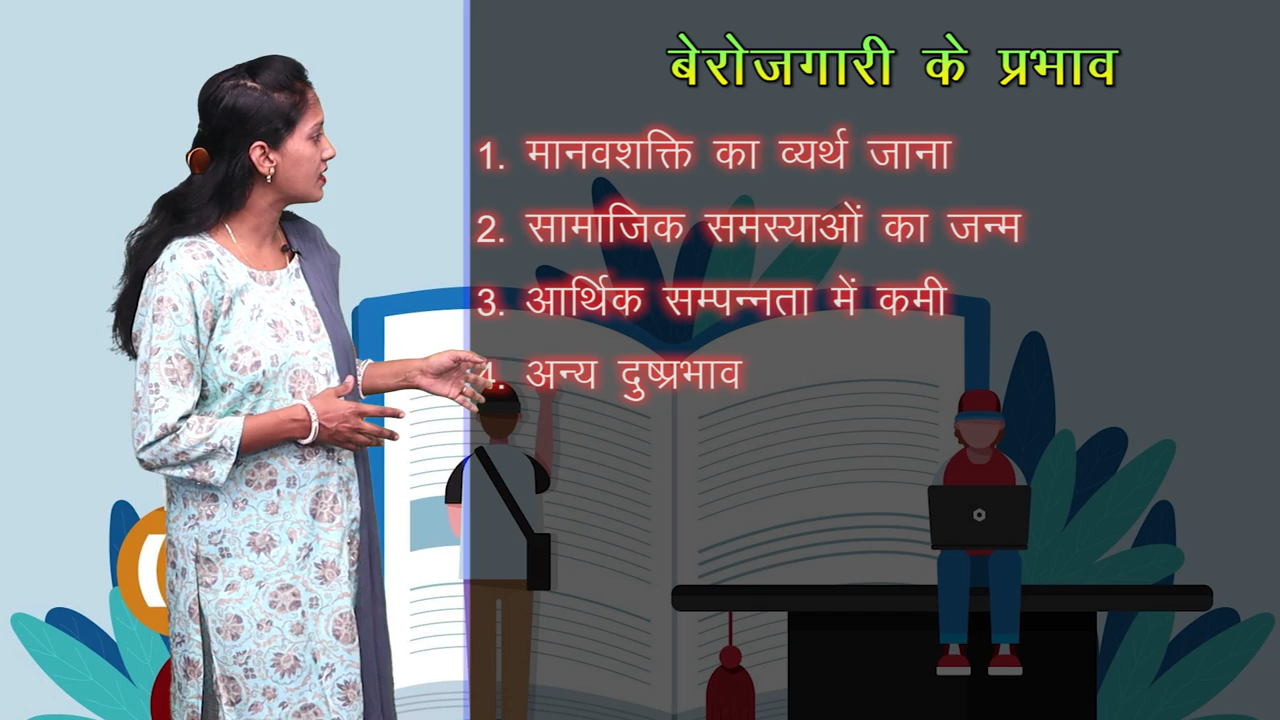 बेरोजगारी के प्रभाव
1. मानवशक्ति का व्यर्थ जाना
2. सामाजिक समस्याओं का जन्म
3. आर्थिक सम्पन्नता में कमी
4. अन्य दुष्प्रभाव